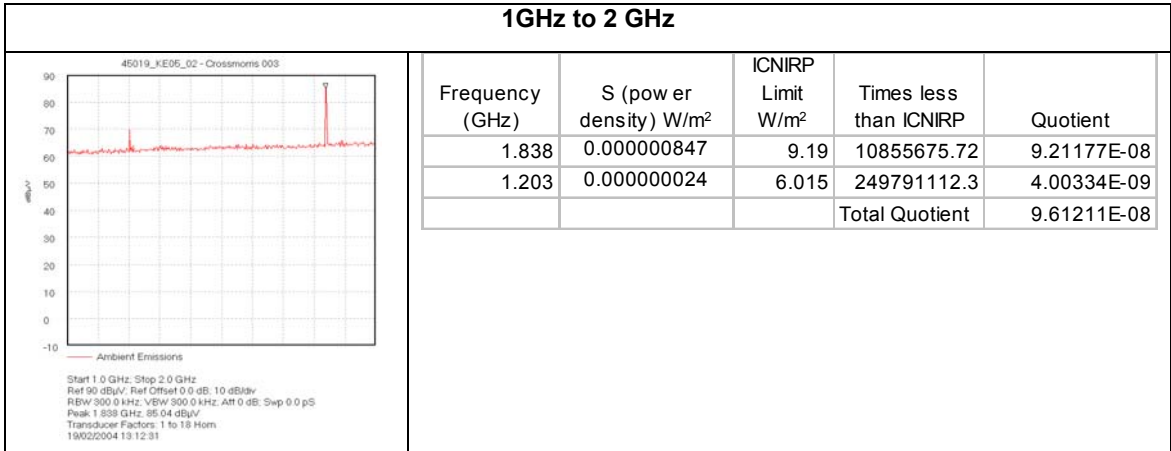 1GHz to 2 GHz
45019_KE05_02 - Crossmoms 003
90
80
70
60
50
40
30
20
10
0
-10
dBµV
Ambient Emissions
Start 1.0 GHz; Stop 2.0 GHz
Ref 90 dBµV; Ref Offset 0.0 dB; 10 dB/div
RBW 300.0 kHz; VBW 300.0 kHz; Att 0 dB; Swp 0.0 pS
Peak 1.838 GHz, 85.04 dBµV
Transducer Factors: 1 to 18 Horn
19/02/2004 13:12:31
Frequency (GHz) S (pow er density) W/m² ICNIRP Limit W/m² Times less than ICNIRP Quotient
1.838 0.000000847 9.19 10855675.72 9.21177E-08
1.203 0.000000024 6.015 249791112.3 4.00334E-09
Total Quotient 9.61211E-08